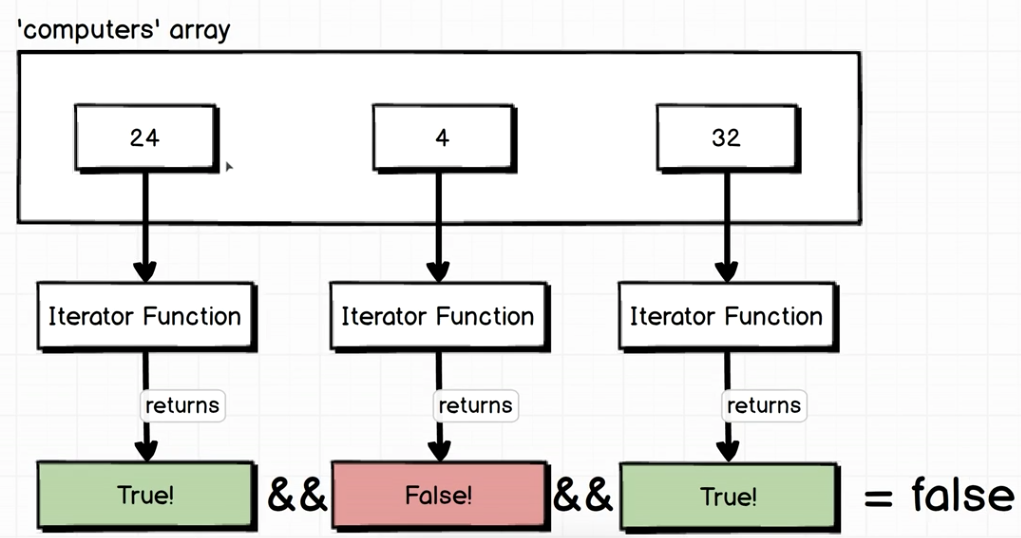 'computers' array
24 4 32
Iterator Function Iterator Function Iterator Function
returns returns returns
True! && False! && True! = false